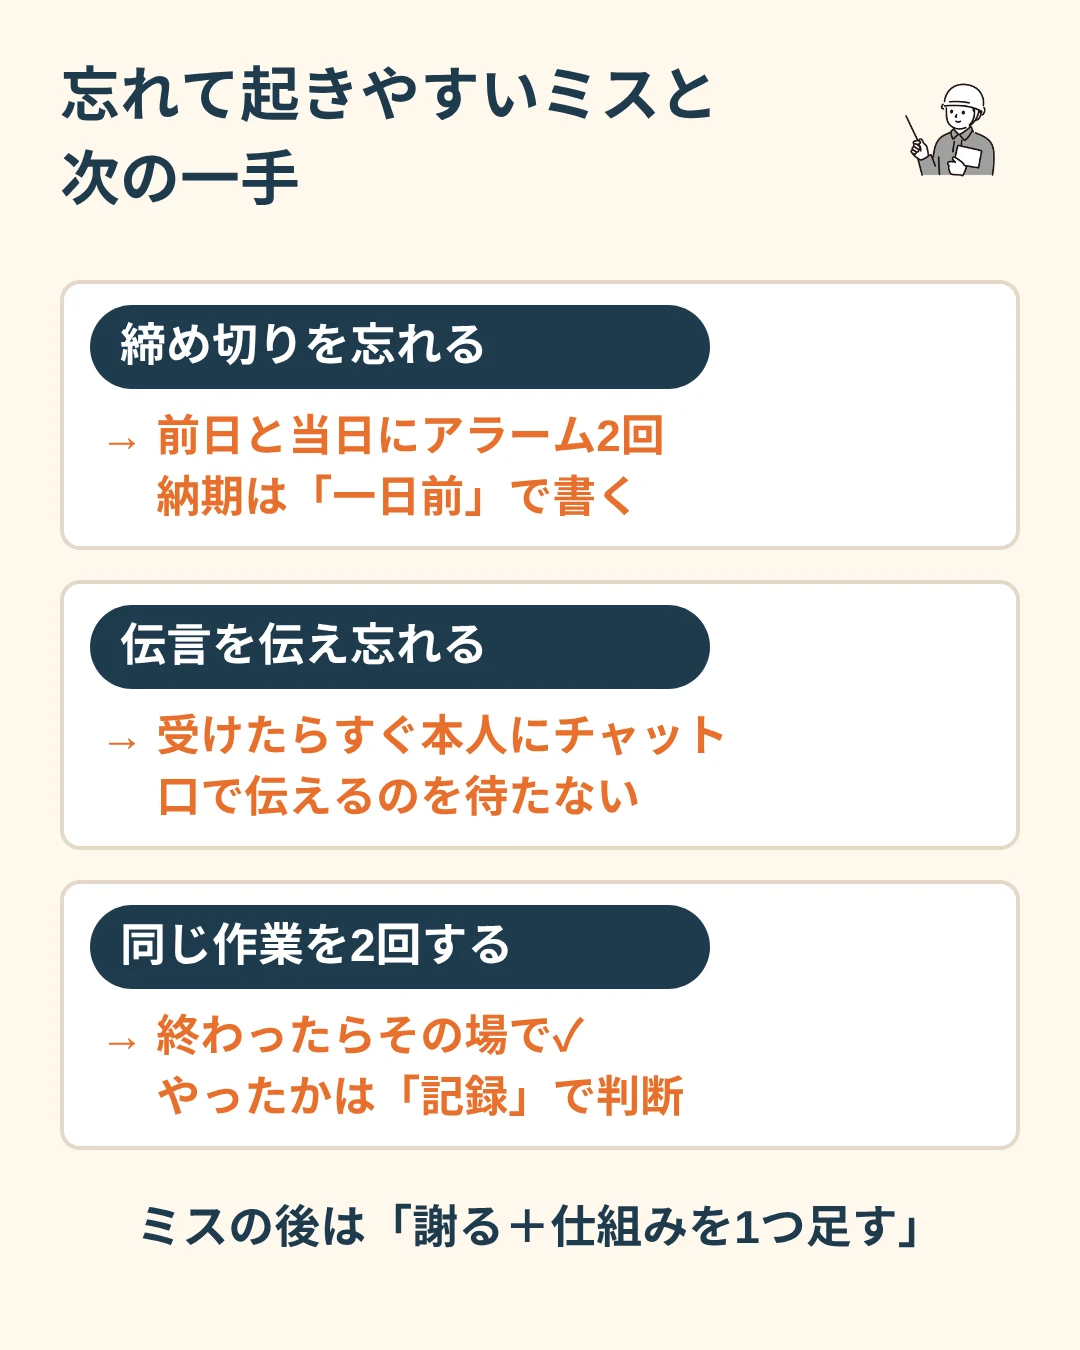 忘れて起きやすいミスと
次の一手
締め切りを忘れる
→ 前日と当日にアラーム2回
納期は「一日前」で書く
伝言を伝え忘れる
→ 受けたらすぐ本人にチャット
口で伝えるのを待たない
同じ作業を2回する
→ 終わったらその場で✓
やったかは「記録」で判断
ミスの後は「謝る＋仕組みを1つ足す」